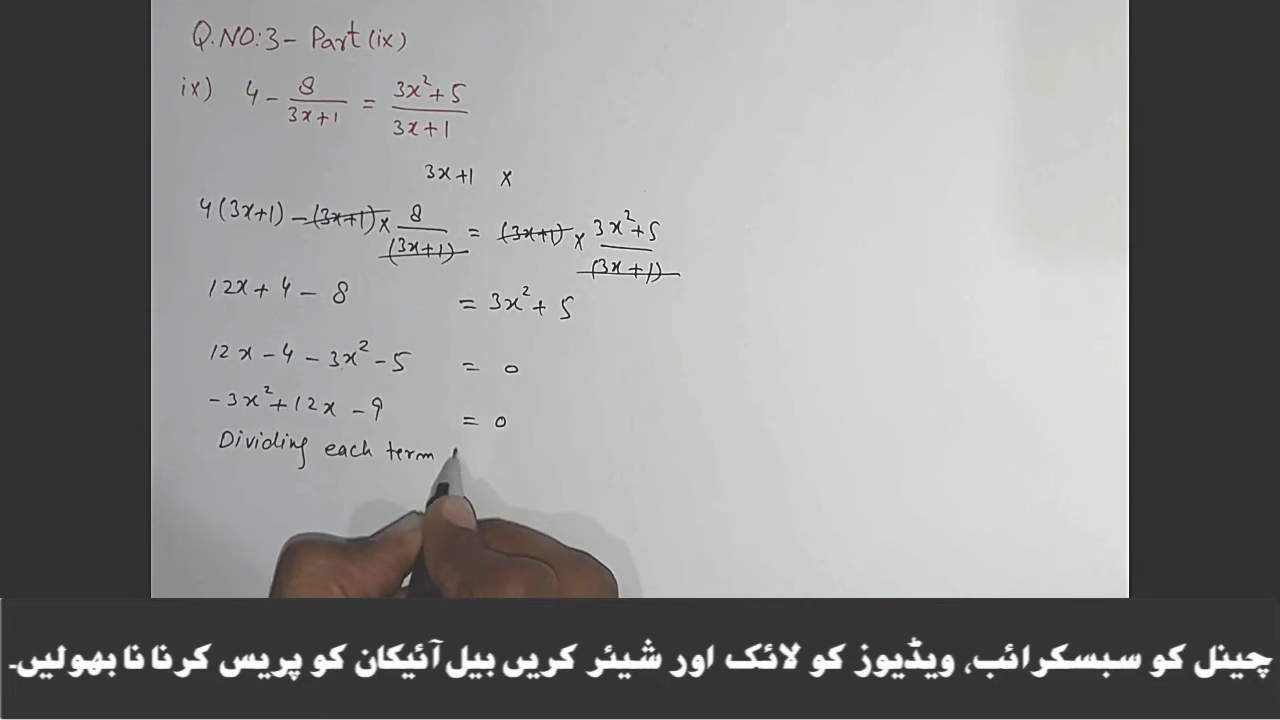 Q.NO:3- Part (ix)
ix) 4 - 8/(3x+1) = (3x²+5)/(3x+1)
3x+1 x
4(3x+1) - (3x+1) x 8/(3x+1) = (3x+1) x (3x²+5)/(3x+1)
12x + 4 - 8 = 3x² + 5
12x - 4 - 3x² - 5 = 0
-3x² + 12x - 9 = 0
Dividing each term
چینل کو سبسکرائب، ویڈیوز کو لائک اور شیئر کریں بیل آئیکان کو پریس کرنا نا بھولیں۔